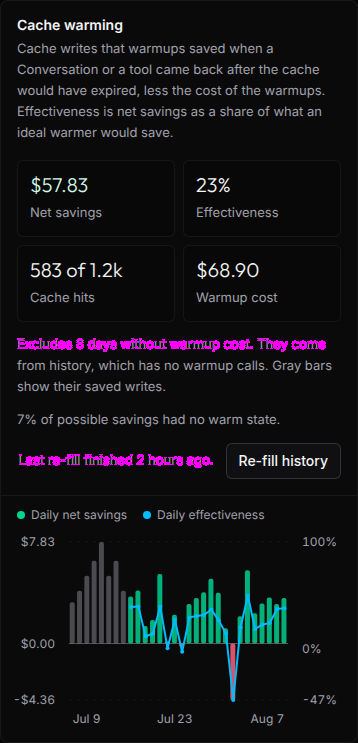 Cache warming
Cache writes that warmups saved when a
Conversation or a tool came back after the cache
would have expired, less the cost of the warmups.
Effectiveness is net savings as a share of what an
ideal warmer would save.
$57.83
23%
Net savings
Effectiveness
583 of 1.2k
$68.90
Cache hits
Warmup cost
Excludes 8 days without warmup cost. They come
from history, which has no warmup calls. Gray bars
show their saved writes.
7% of possible savings had no warm state.
Last re-fill finished 2 hours ago.
Re-fill history
Daily net savings
Daily effectiveness
$7.83
100%
$0.00
0%
-$4.36
-47%
Jul 9
Jul 23
Aug 7